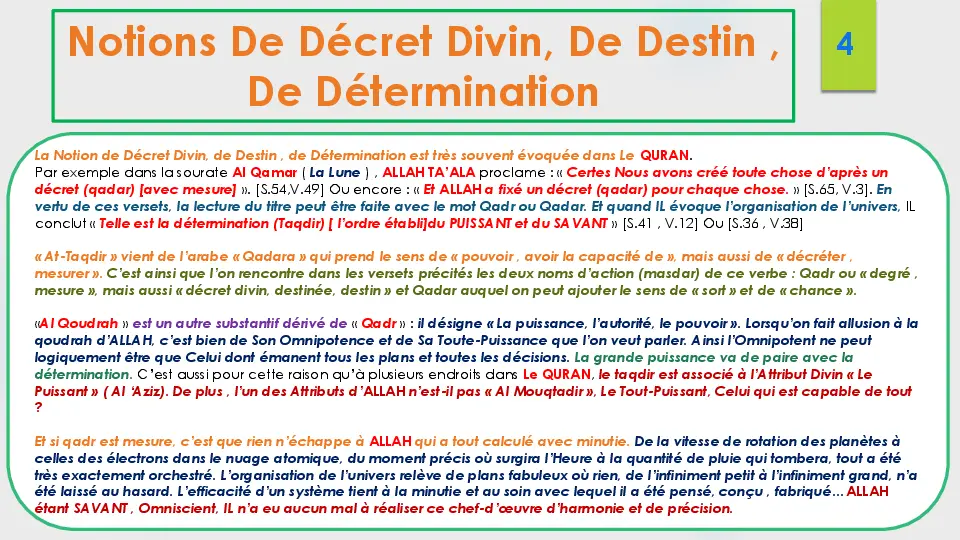 Notions De Décret Divin, De Destin ,
De Détermination
4
La Notion de Décret Divin, de Destin , de Détermination est très souvent évoquée dans Le QURAN.
Par exemple dans la sourate Al Qamar ( La Lune ) , ALLAH TA’ALA proclame : « Certes Nous avons créé toute chose d’après un
décret (qadar) [avec mesure] ». [S.54,V.49] Ou encore : « Et ALLAH a fixé un décret (qadar) pour chaque chose. » [S.65, V.3]. En
vertu de ces versets, la lecture du titre peut être faite avec le mot Qadr ou Qadar. Et quand IL évoque l’organisation de l’univers, IL
conclut « Telle est la détermination (Taqdir) [ l’ordre établi]du PUISSANT et du SAVANT » [S.41 , V.12] Ou [S.36 , V.38]
« At-Taqdir » vient de l’arabe « Qadara » qui prend le sens de « pouvoir , avoir la capacité de », mais aussi de « décréter ,
mesurer ». C’est ainsi que l’on rencontre dans les versets précités les deux noms d’action (masdar) de ce verbe : Qadr ou « degré ,
mesure », mais aussi « décret divin, destinée, destin » et Qadar auquel on peut ajouter le sens de « sort » et de « chance ».
«Al Qoudrah » est un autre substantif dérivé de « Qadr » : il désigne « La puissance, l’autorité, le pouvoir ». Lorsqu’on fait allusion à la
qoudrah d’ALLAH, c’est bien de Son Omnipotence et de Sa Toute-Puissance que l’on veut parler. Ainsi l’Omnipotent ne peut
logiquement être que Celui dont émanent tous les plans et toutes les décisions. La grande puissance va de paire avec la
détermination. C’est aussi pour cette raison qu’à plusieurs endroits dans Le QURAN, le taqdir est associé à l’Attribut Divin « Le
Puissant » ( Al ‘Aziz). De plus , l’un des Attributs d’ALLAH n’est-il pas « Al Mouqtadir », Le Tout-Puissant, Celui qui est capable de tout
?
Et si qadr est mesure, c’est que rien n’échappe à ALLAH qui a tout calculé avec minutie. De la vitesse de rotation des planètes à
celles des électrons dans le nuage atomique, du moment précis où surgira l’Heure à la quantité de pluie qui tombera, tout a été
très exactement orchestré. L’organisation de l’univers relève de plans fabuleux où rien, de l’infiniment petit à l’infiniment grand, n’a
été laissé au hasard. L’efficacité d’un système tient à la minutie et au soin avec lequel il a été pensé, conçu , fabriqué... ALLAH
étant SAVANT , Omniscient, IL n’a eu aucun mal à réaliser ce chef-d’œuvre d’harmonie et de précision.